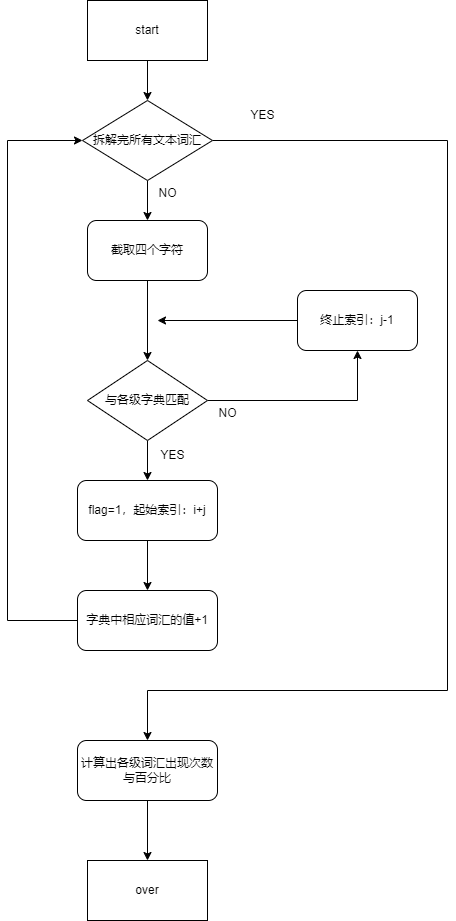 start
YES
拆解完所有文本词汇
NO
截取四个字符
终止索引：j-1
与各级字典匹配
NO
YES
flag=1，起始索引：i+j
字典中相应词汇的值+1
计算出各级词汇出现次数
与百分比
over